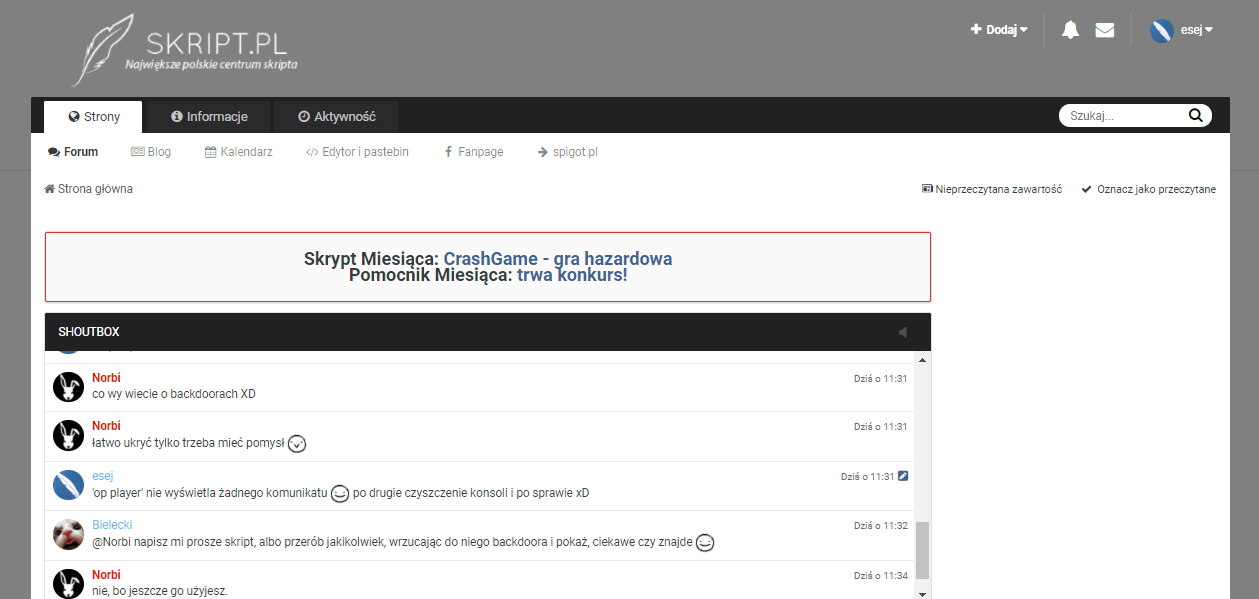 SKRIPT.PL
Największe polskie centrum skripta
Dodaj
esej
Strony
Informacje
Aktywność
Szukaj...
Forum
Blog
Kalendarz
Edytor i pastebin
Fanpage
spigot.pl
Strona główna
Nieprzeczytana zawartość
Oznacz jako przeczytane
Skrypt Miesiąca: CrashGame - gra hazardowa
Pomocnik Miesiąca: trwa konkurs!
SHOUTBOX
Norbi
Dziś o 11:31
co wy wiecie o backdoorach XD
Norbi
Dziś o 11:31
łatwo ukryć tylko trzeba mieć pomysł
esej
Dziś o 11:31
'op player' nie wyświetla żadnego komunikatu po drugie czyszczenie konsoli i po sprawie xD
Bielecki
Dziś o 11:32
@Norbi napisz mi prosze skript, albo przerób jakikolwiek, wrzucając do niego backdoora i pokaż, ciekawe czy znajde
Norbi
Dziś o 11:34
nie, bo jeszcze go użyjesz.